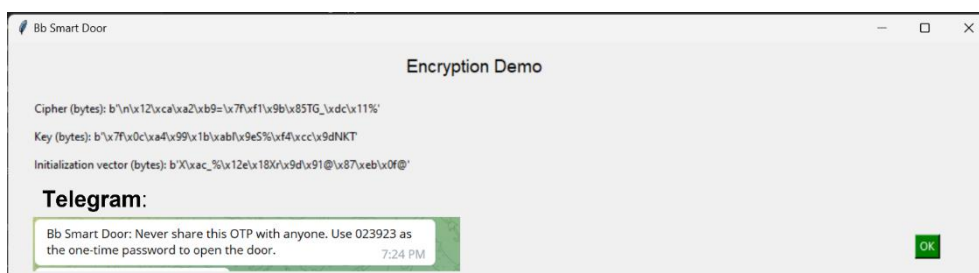 Bb Smart Door
Encryption Demo
Cipher (bytes): b'\n\x12\xca\xa2\xb9=\x7f\xf1\x9b\x85TG_\xdc\x11%'
Key (bytes): b'\x7f\x0c\xa4\x99\x1b\xabl\x9eS%\xf4\xcc\x9dNKT'
Initialization vector (bytes): b'X\xac_%\x12e\x18Xr\x9d\x91@\x87\xeb\x0f@'
Telegram:
Bb Smart Door: Never share this OTP with anyone. Use 023923 as
the one-time password to open the door.
7:24 PM
OK